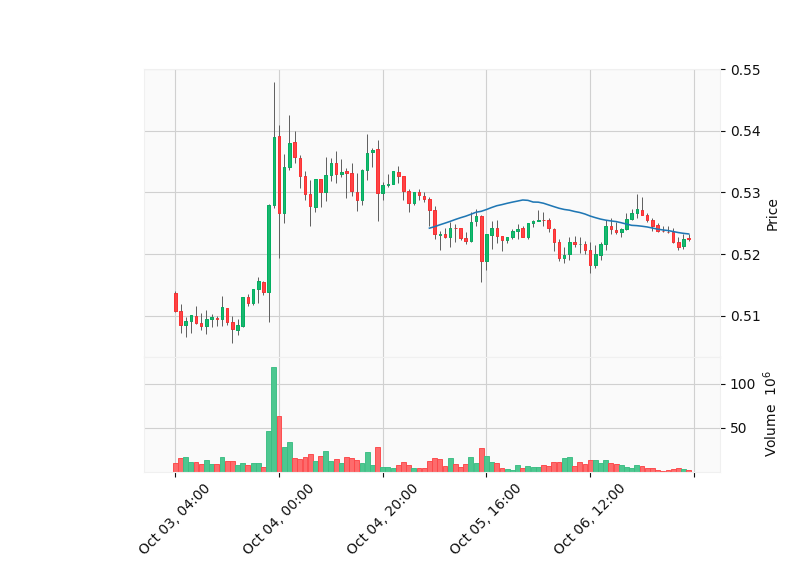 0.55
0.54
0.53
0.52
0.51
Price
100
50
Volume 10^6
Oct 03, 04:00
Oct 04, 00:00
Oct 04, 20:00
Oct 05, 16:00
Oct 06, 12:00